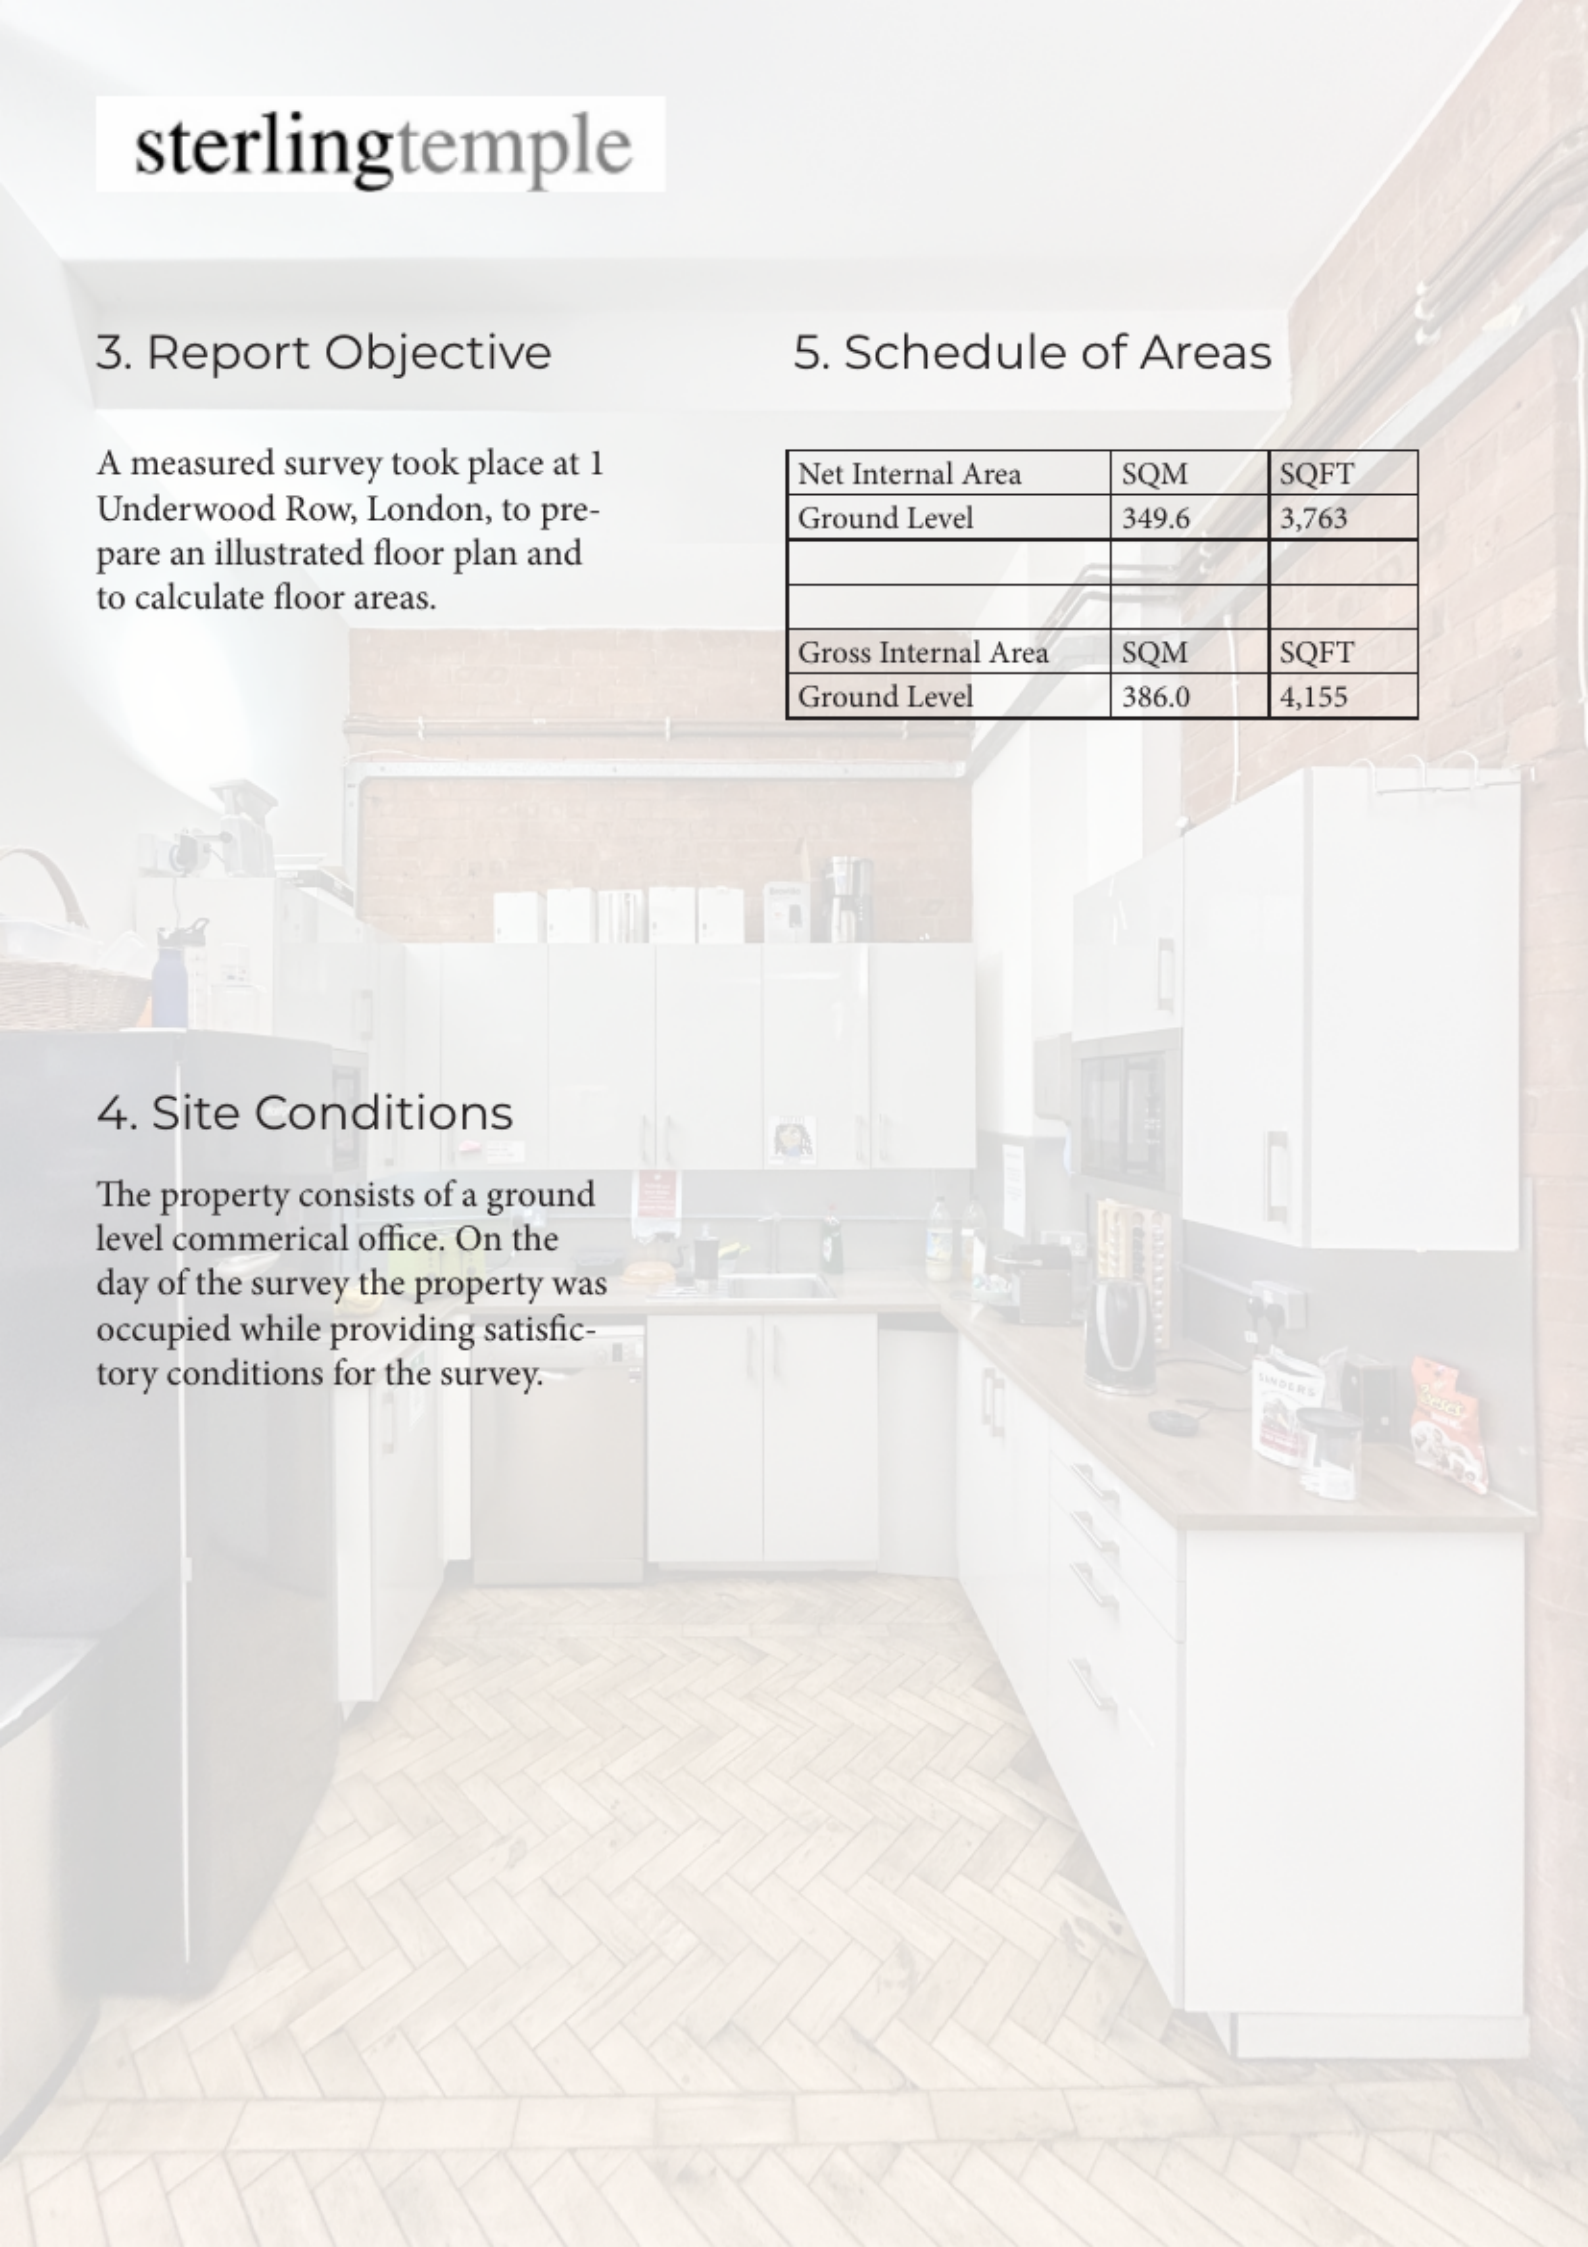 sterlingtemple
3. Report Objective
A measured survey took place at 1
Underwood Row, London, to pre-
pare an illustrated floor plan and
to calculate floor areas.
4. Site Conditions
The property consists of a ground
level commerical office. On the
day of the survey the property was
occupied while providing satisfic-
tory conditions for the survey.
5. Schedule of Areas
Net Internal Area SQM SQFT
Ground Level 349.6 3,763
Gross Internal Area SQM SQFT
Ground Level 386.0 4,155
SANDERS
Reese's